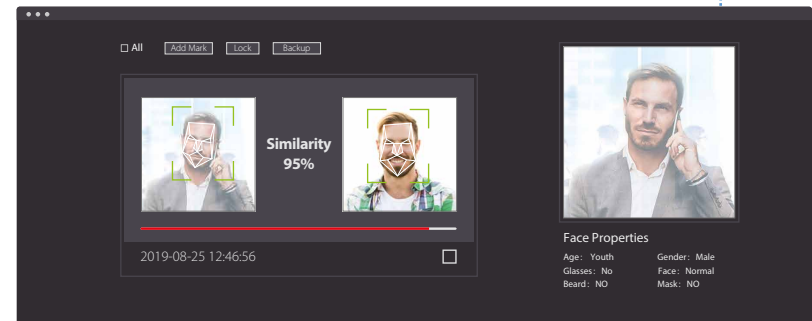 All Add Mark Lock Backup
Similarity
95%
2019-08-25 12:46:56
Face Properties
Age: Youth Gender: Male
Glasses: No Face: Normal
Beard: NO Mask: NO